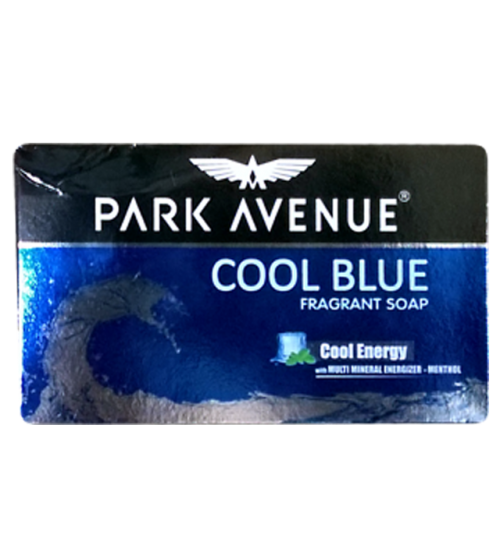 PARK AVENUE®
COOL BLUE
FRAGRANT SOAP
Cool Energy
with MULTI MINERAL ENERGIZER - MENTHOL